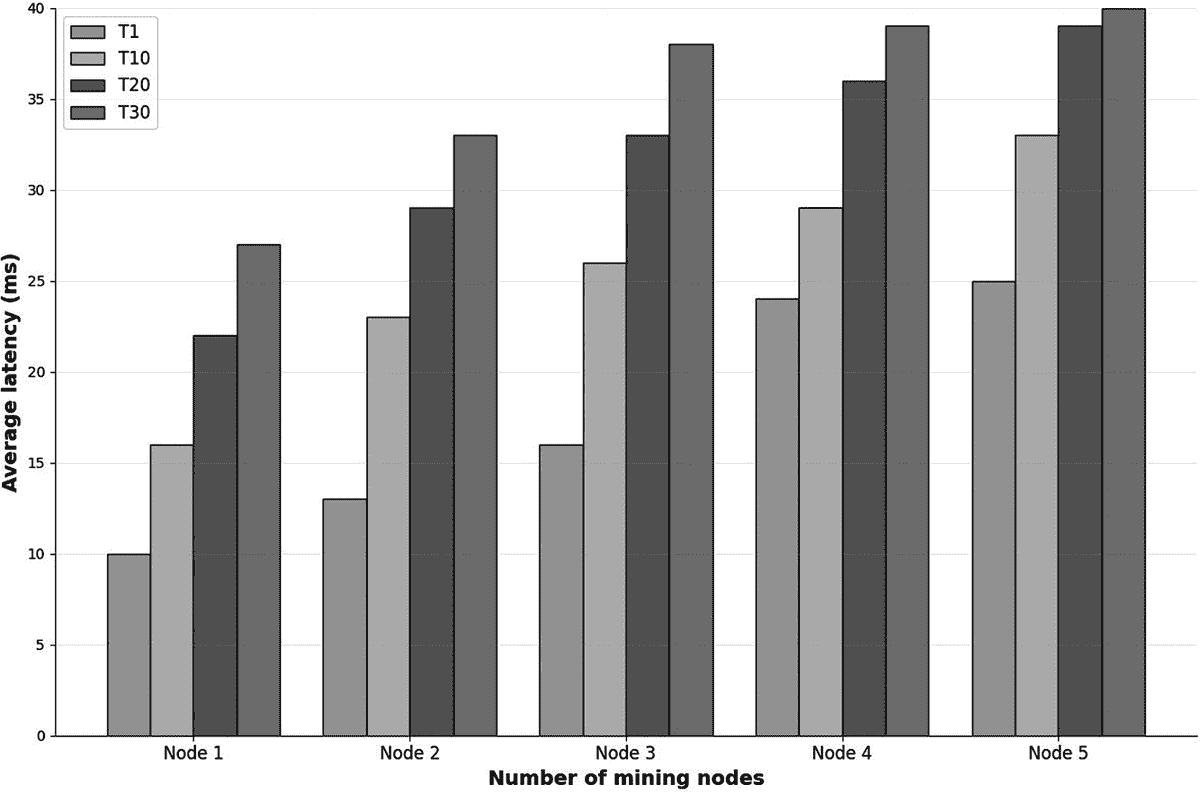 40
35
30
25
20
15
10
5
0
T1
T10
T20
T30
Average latency (ms)
Node 1
Node 2
Node 3
Node 4
Node 5
Number of mining nodes